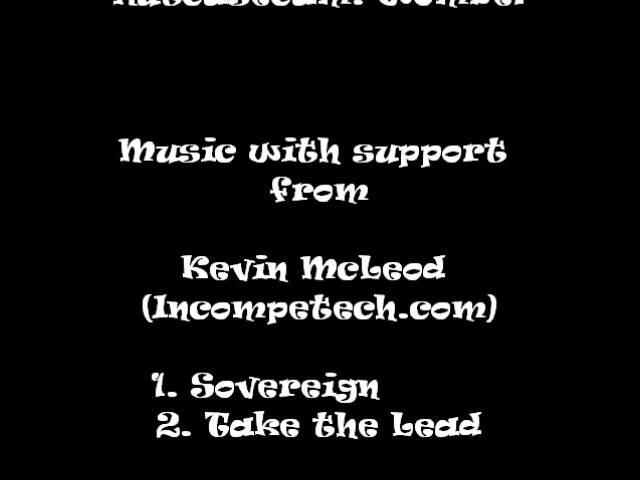 Music with support
from
Kevin McLeod
(Incompetech.com)
1. Sovereign
2. Take the Lead